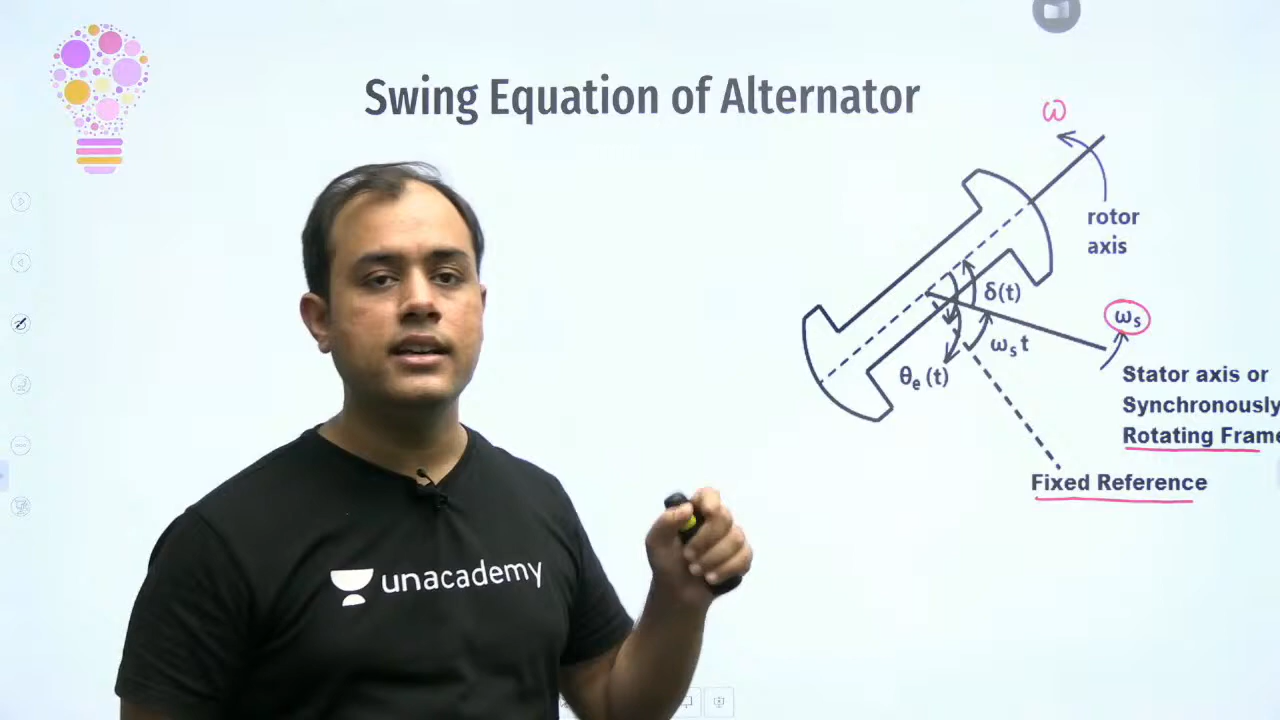 Swing Equation of Alternator
ω
rotor
axis
δ(t)
ωₛ
ωₛ t
θₑ (t)
Stator axis or
Synchronously
Rotating Frame
Fixed Reference
unacademy